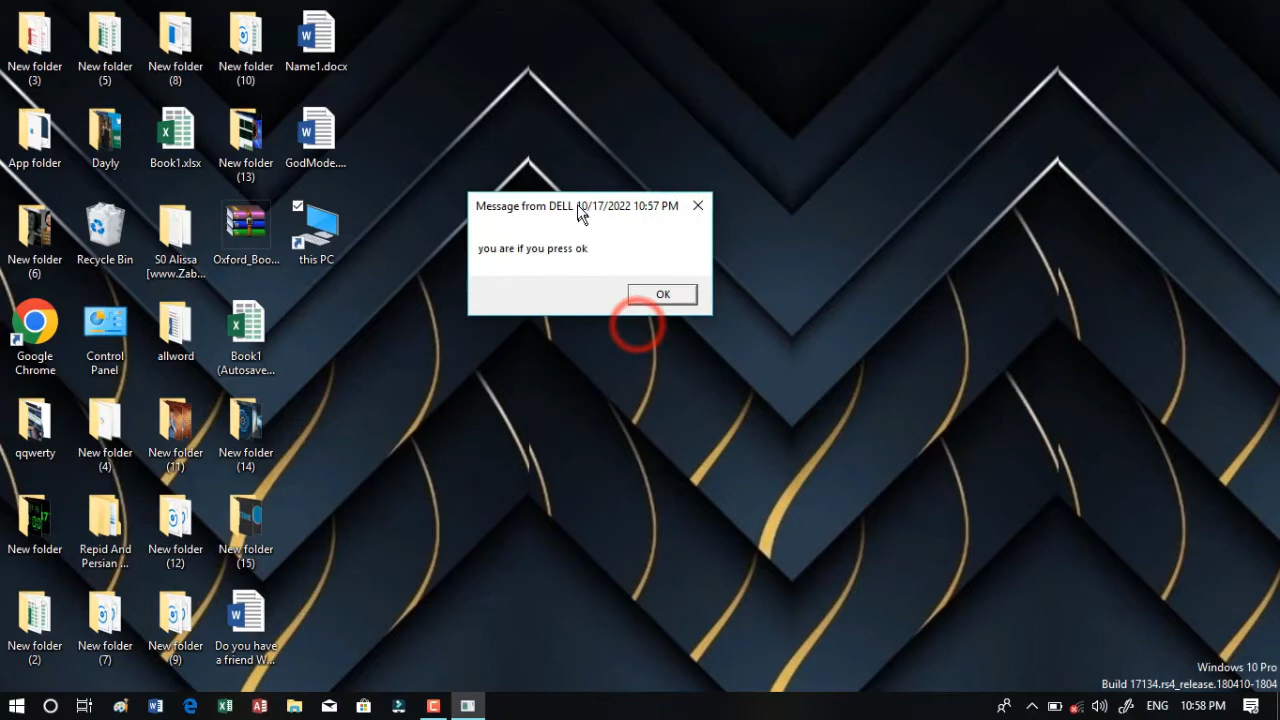 New folder
(3)
New folder
(5)
New folder
(8)
New folder
(10)
Name1.docx
App folder
Dayly
Book1.xlsx
New folder
(13)
GodMode....
New folder
(6)
Recycle Bin
S0 Alissa
[www.Zab...
Oxford_Boo...
this PC
Google
Chrome
Control
Panel
allword
Book1
(Autosave...
qqwerty
New folder
(4)
New folder
(11)
New folder
(14)
New folder
Repid And
Persian ...
New folder
(12)
New folder
(15)
New folder
(2)
New folder
(7)
New folder
(9)
Do you have
a friend W...
Message from DELL 10/17/2022 10:57 PM
you are if you press ok
OK
Windows 10 Pro
Build 17134.rs4_release.180410-1804
ENG
10:58 PM